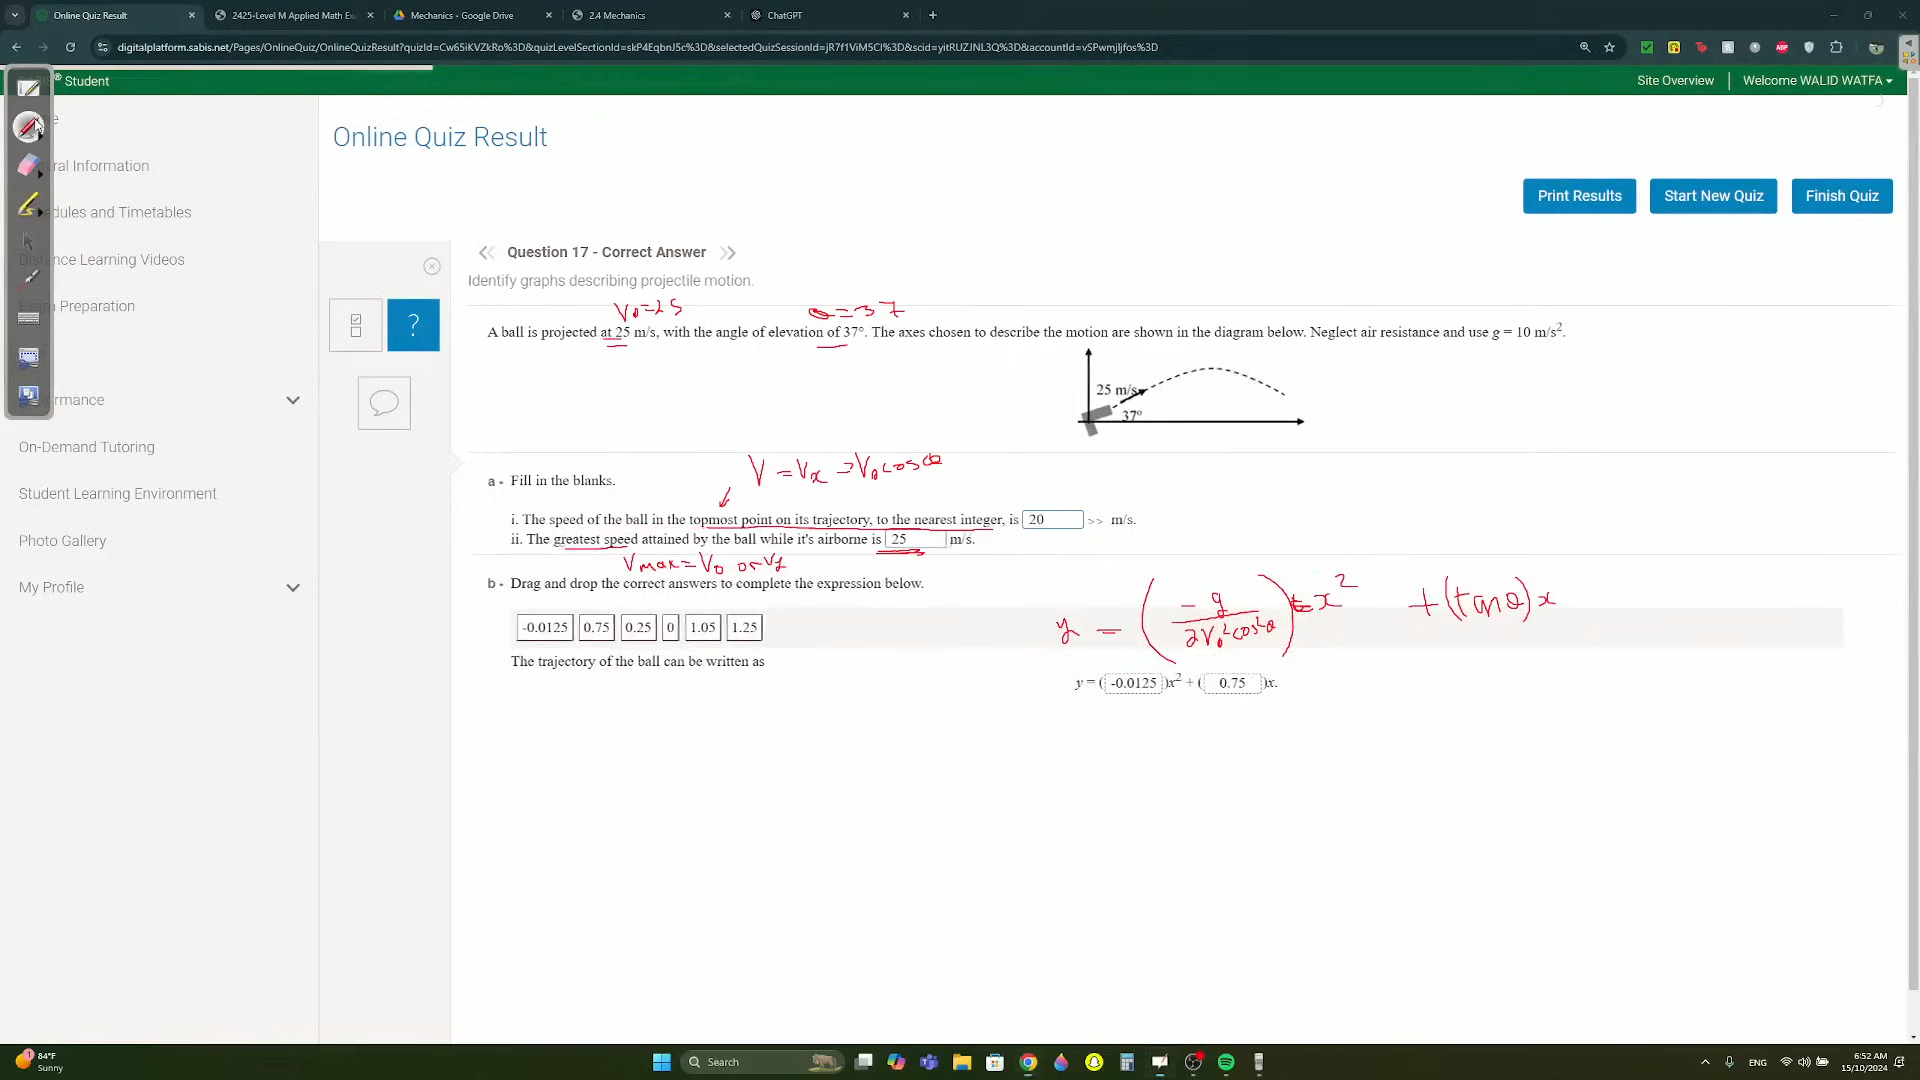 Online Quiz Result
2425-Level M Applied Math Ex
Mechanics - Google Drive
2.4 Mechanics
ChatGPT
digitalplatform.sabis.net/Pages/OnlineQuiz/OnlineQuizResult?quizId=Cw65iKVZkRo%3D&quizLevelSectionId=skP4EqbnJ5c%3D&selectedQuizSessionId=jR7f1ViM5CI%3D&scid=yitRUZJNL3Q%3D&accountId=vSPwmjljfos%3D
® Student
Site Overview
Welcome WALID WATFA
eral Information
edules and Timetables
Distance Learning Videos
Exam Preparation
ormance
On-Demand Tutoring
Student Learning Environment
Photo Gallery
My Profile
Online Quiz Result
Print Results
Start New Quiz
Finish Quiz
Question 17 - Correct Answer
Identify graphs describing projectile motion.
V0=25
θ=37
A ball is projected at 25 m/s, with the angle of elevation of 37°. The axes chosen to describe the motion are shown in the diagram below. Neglect air resistance and use g = 10 m/s².
25 m/s
37°
V = Vx = V0 cosθ
a - Fill in the blanks.
i. The speed of the ball in the topmost point on its trajectory, to the nearest integer, is 20 >> m/s.
ii. The greatest speed attained by the ball while it's airborne is 25 m/s.
Vmax = V0 or Vf
b - Drag and drop the correct answers to complete the expression below.
-0.0125 0.75 0.25 0 1.05 1.25
y = (-g/2V0²cos²θ) x² + (tanθ)x
The trajectory of the ball can be written as
y = ( -0.0125 )x² + ( 0.75 )x.
84°F
Sunny
Search
ENG
6:52 AM
15/10/2024